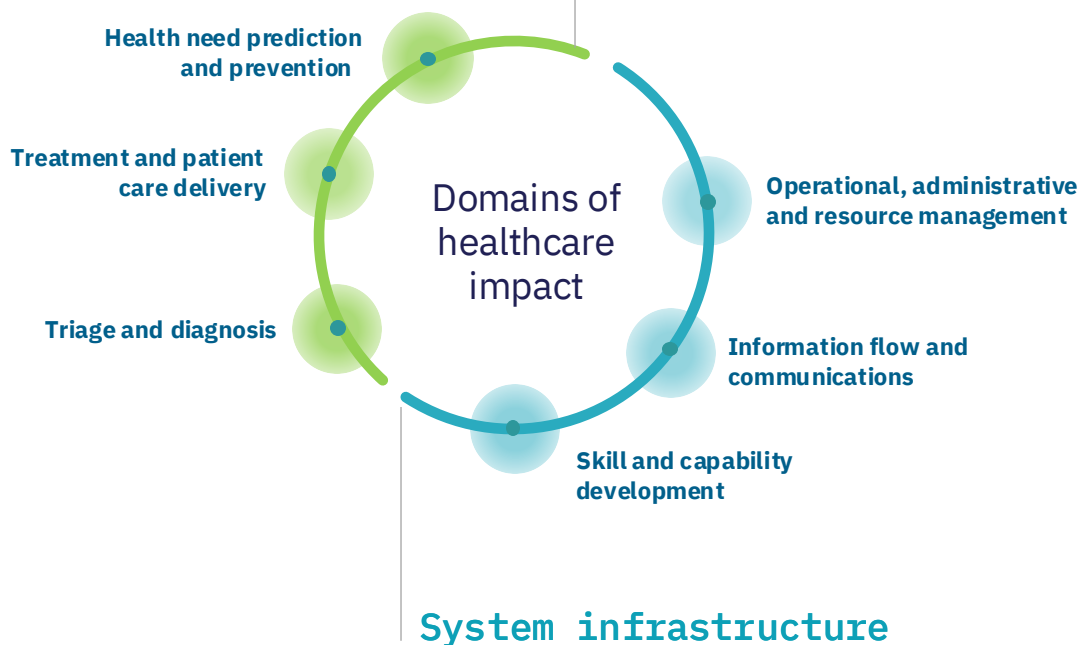 Health need prediction
and prevention
Treatment and patient
care delivery
Triage and diagnosis
Domains of
healthcare
impact
Operational, administrative
and resource management
Information flow and
communications
Skill and capability
development
System infrastructure